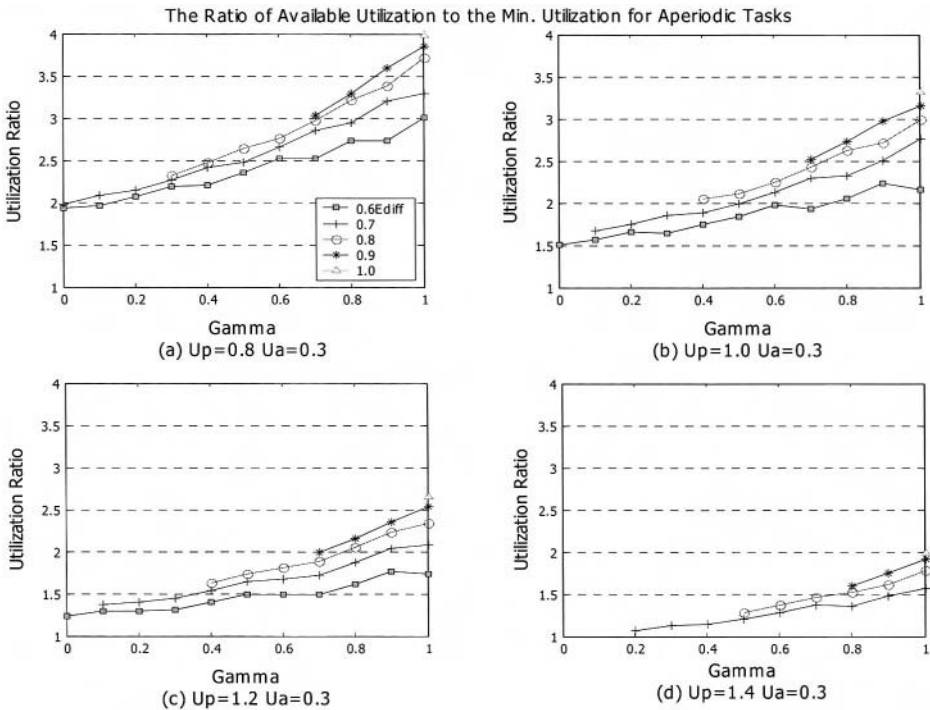 The Ratio of Available Utilization to the Min. Utilization for Aperiodic Tasks
Utilization Ratio
4
3.5
3
2.5
2
1.5
1
0 0.2 0.4 0.6 0.8 1
0.6Ediff
0.7
0.8
0.9
1.0
Gamma
(a) Up=0.8 Ua=0.3
Utilization Ratio
4
3.5
3
2.5
2
1.5
1
0 0.2 0.4 0.6 0.8 1
Gamma
(b) Up=1.0 Ua=0.3
Utilization Ratio
4
3.5
3
2.5
2
1.5
1
0 0.2 0.4 0.6 0.8 1
Gamma
(c) Up=1.2 Ua=0.3
Utilization Ratio
4
3.5
3
2.5
2
1.5
1
0 0.2 0.4 0.6 0.8 1
Gamma
(d) Up=1.4 Ua=0.3